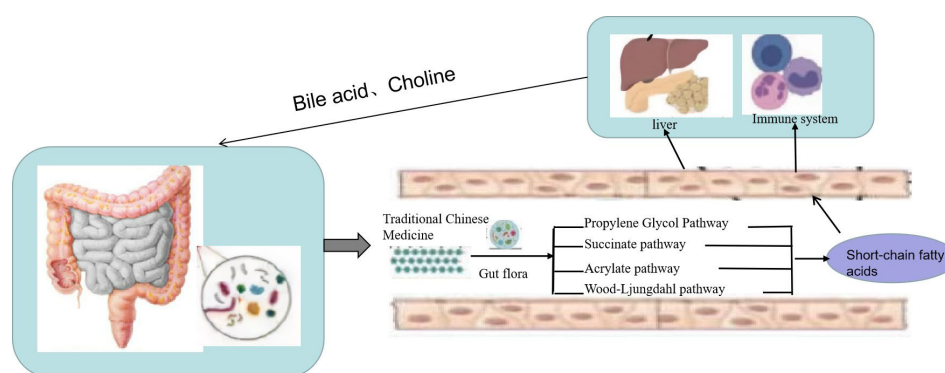 Bile acid、Choline
liver
Immune system
Traditional Chinese
Medicine
Gut flora
Propylene Glycol Pathway
Succinate pathway
Acrylate pathway
Wood-Ljungdahl pathway
Short-chain fatty
acids